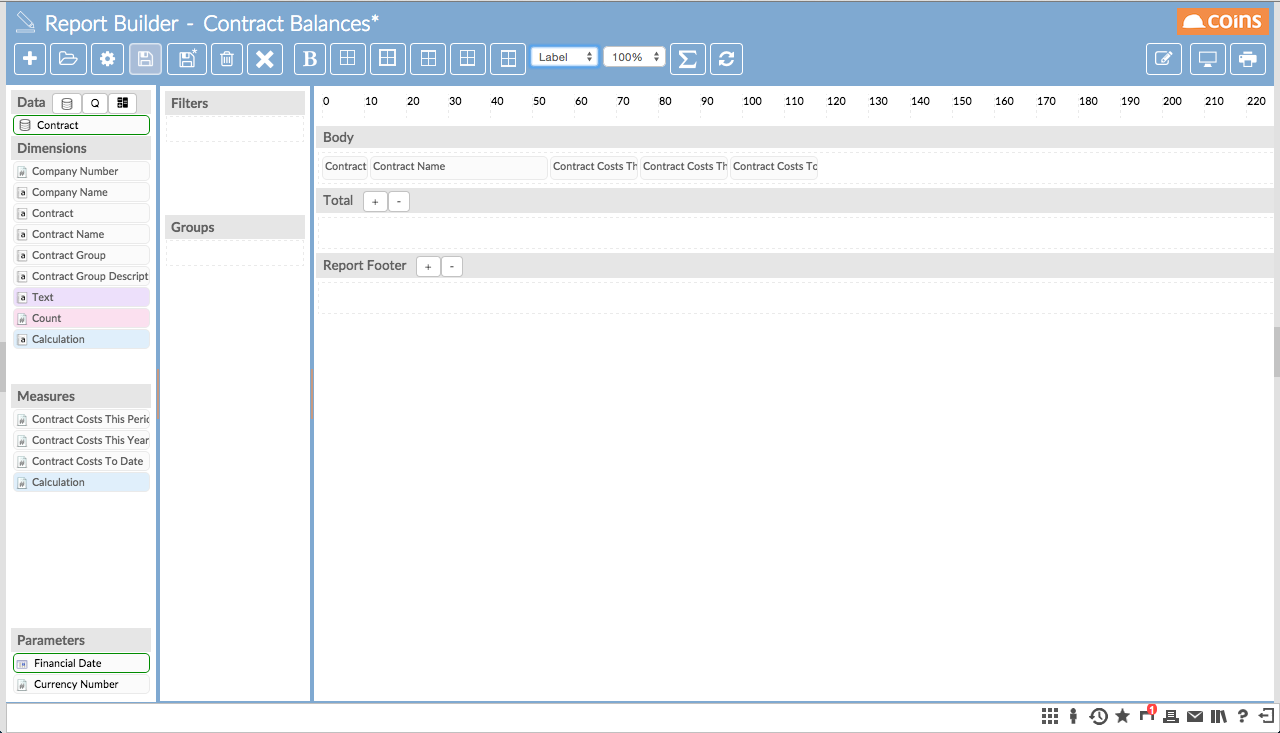 Report Builder - Contract Balances*
coins
B
Label
100%
Σ
Data
Q
Contract
Dimensions
Company Number
Company Name
Contract
Contract Name
Contract Group
Contract Group Descript
Text
Count
Calculation
Measures
Contract Costs This Peric
Contract Costs This Year
Contract Costs To Date
Calculation
Parameters
Financial Date
Currency Number
Filters
Groups
0 10 20 30 40 50 60 70 80 90 100 110 120 130 140 150 160 170 180 190 200 210 220
Body
Contract Contract Name Contract Costs Th Contract Costs Th Contract Costs To
Total + -
Report Footer + -
1
?